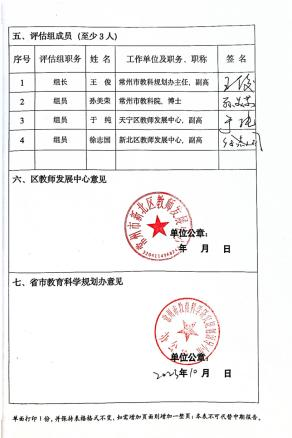 五、评估组成员（至少3人）
序号 评估组职务 姓名 工作单位及职务、职称 签名
1 组长 王俊 常州市教科规划办主任，副高 王俊
2 组员 孙美荣 常州市教科院，博士 孙美荣
3 组员 于纯 天宁区教师发展中心，副高 于纯
4 组员 徐志国 新北区教师发展中心，副高 徐志国
六、区教师发展中心意见
常州市新北区教师发展
单位公章：
年 月 日
七、省市教育科学规划办意见
常州市教育科学
单位公章：
2023年10月 日
单面打印1份，并保持表格格式不变，如需增加页面则增加一整页；本表不可代替中期报告。